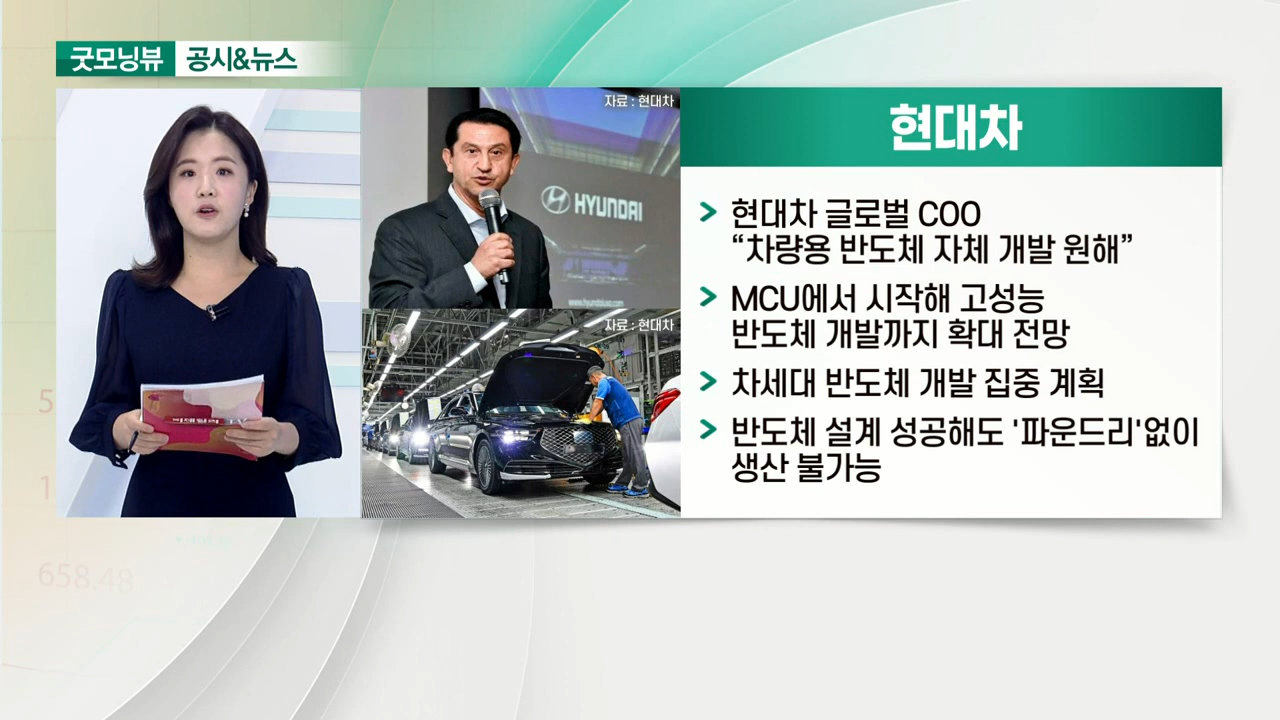 굿모닝뷰 공시&뉴스
자료 : 현대차
HYUNDAI
자료 : 현대차
현대차
현대차 글로벌 COO
“차량용 반도체 자체 개발 원해”
MCU에서 시작해 고성능
반도체 개발까지 확대 전망
차세대 반도체 개발 집중 계획
반도체 설계 성공해도 '파운드리'없이
생산 불가능
658.48